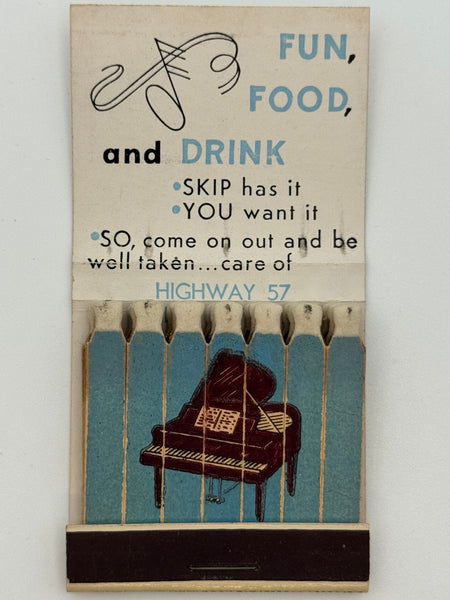 FUN,
FOOD,
and DRINK
•SKIP has it
•YOU want it
•SO, come on out and be
well taken...care of
HIGHWAY 57